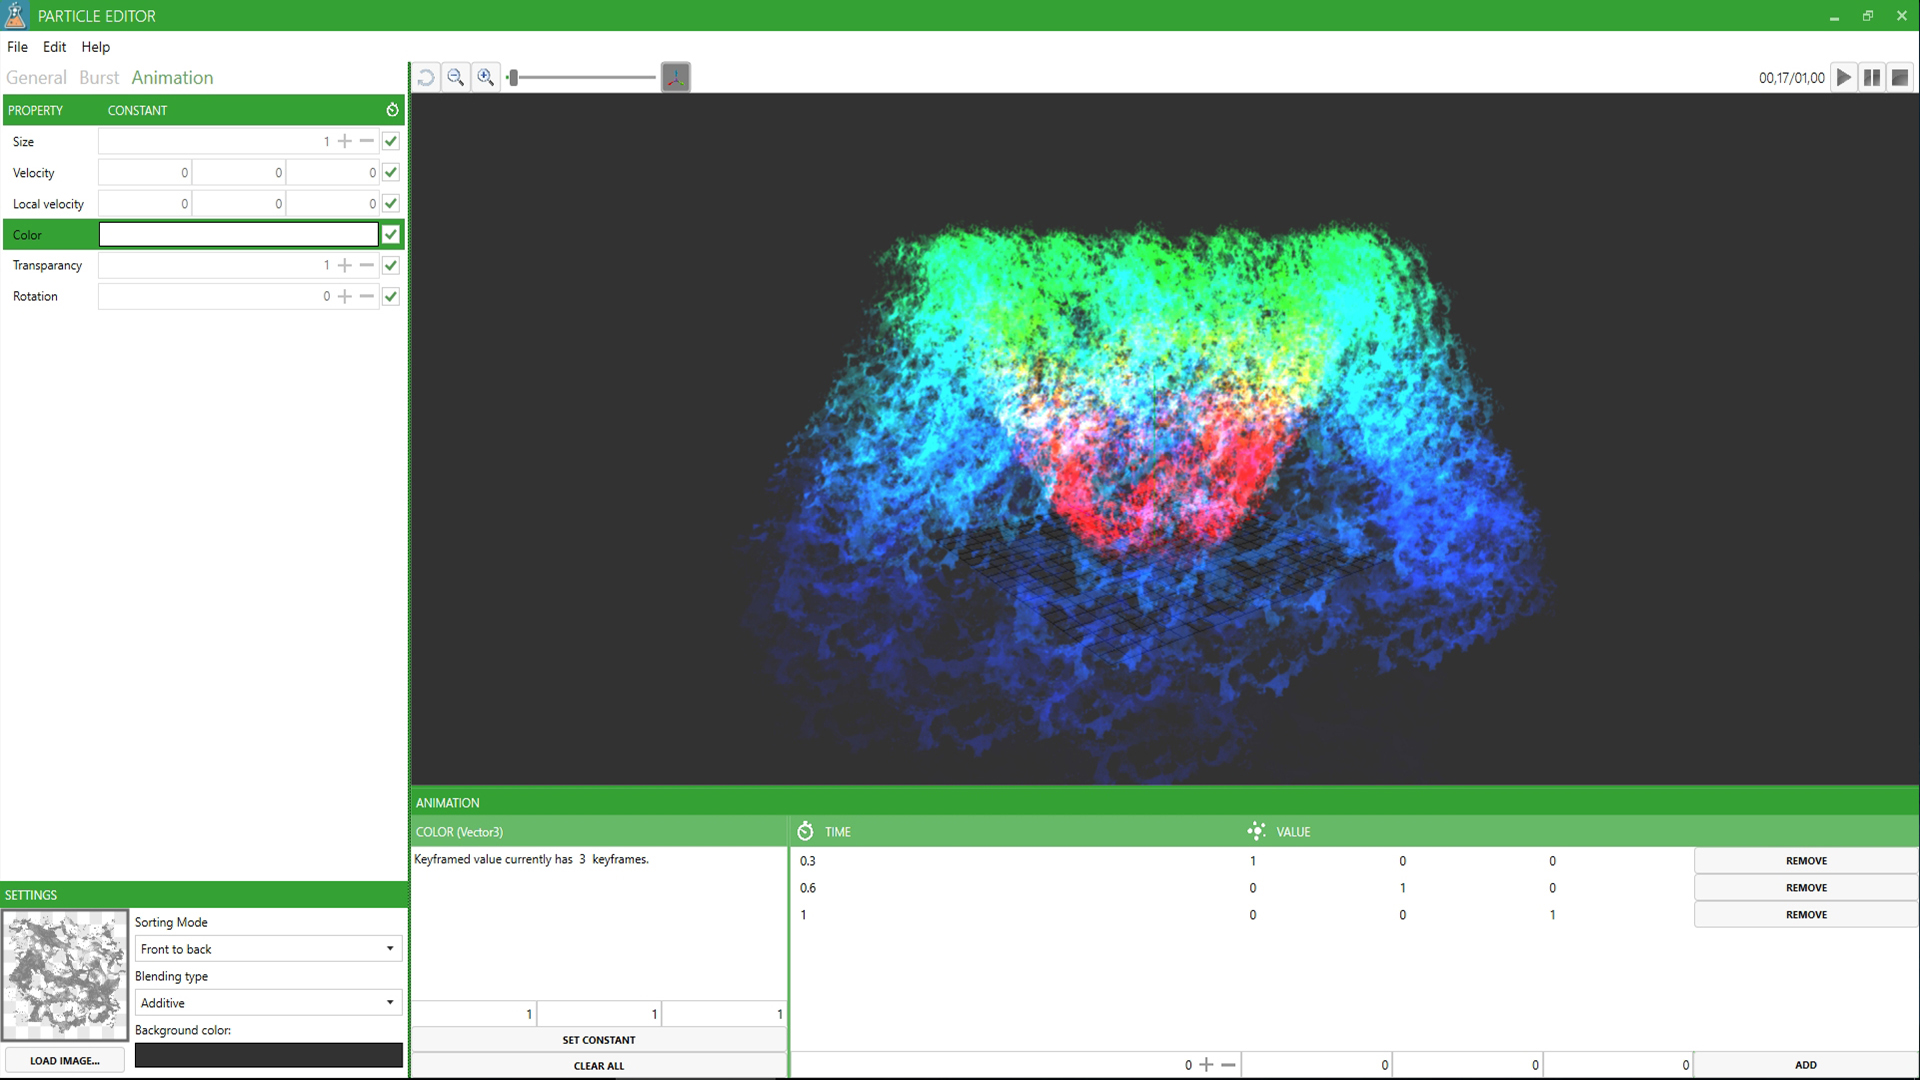 PARTICLE EDITOR
File Edit Help
General Burst Animation
00,17/01,00
PROPERTY CONSTANT
Size 1
Velocity 0 0 0
Local velocity 0 0 0
Color
Transparancy 1
Rotation 0
ANIMATION
COLOR (Vector3) TIME VALUE
Keyframed value currently has 3 keyframes.
0.3 1 0 0 REMOVE
0.6 0 1 0 REMOVE
1 0 0 1 REMOVE
1 1 1
SET CONSTANT
CLEAR ALL
0 0 0 0 ADD
SETTINGS
Sorting Mode
Front to back
Blending type
Additive
Background color:
LOAD IMAGE...